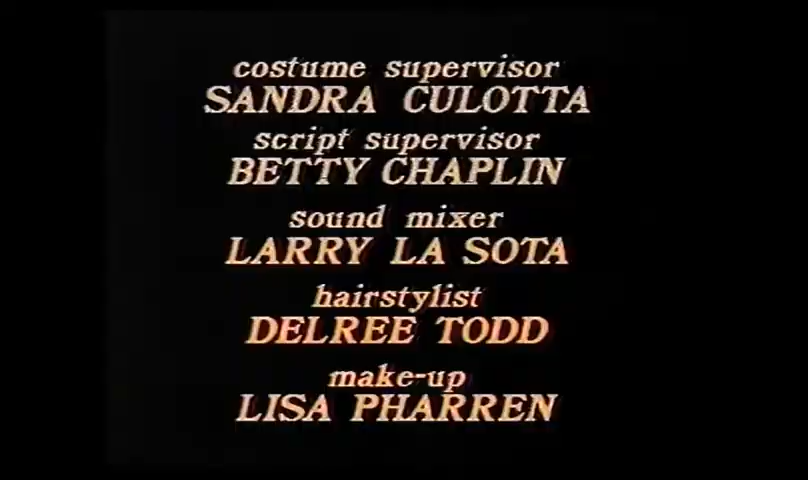 costume supervisor
SANDRA CULOTTA
script supervisor
BETTY CHAPLIN
sound mixer
LARRY LA SOTA
hairstylist
DELREE TODD
make-up
LISA PHARREN